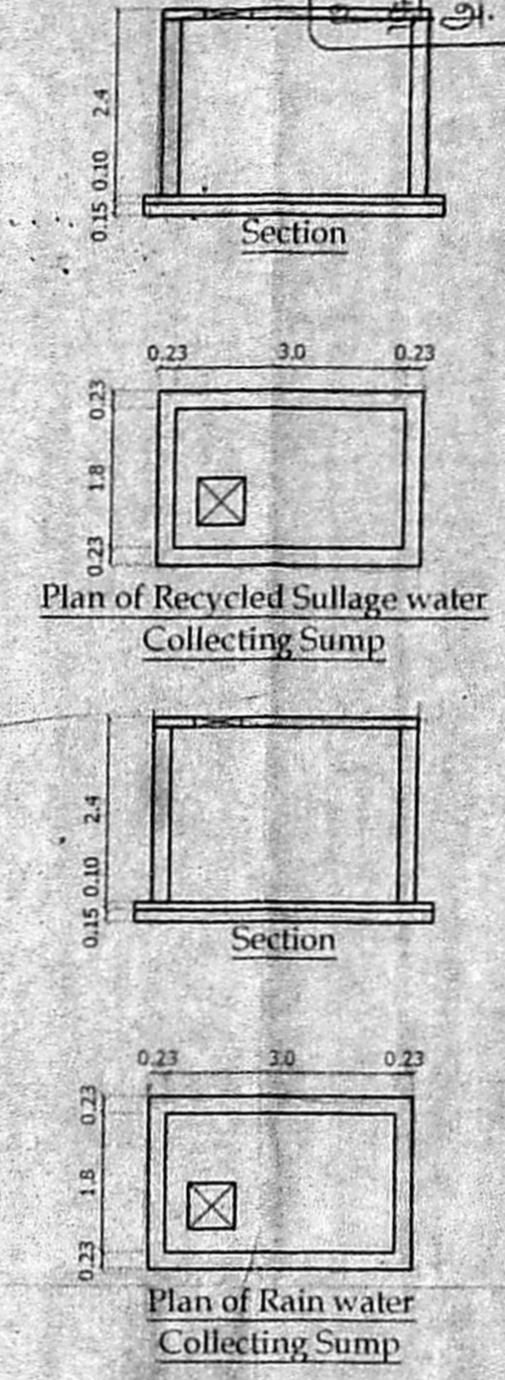 2.4
0.10
0.15
Section
0.23 3.0 0.23
0.23
1.8
0.23
Plan of Recycled Sullage water
Collecting Sump
2.4
0.10
0.15
Section
0.23 3.0 0.23
0.23
1.8
0.23
Plan of Rain water
Collecting Sump